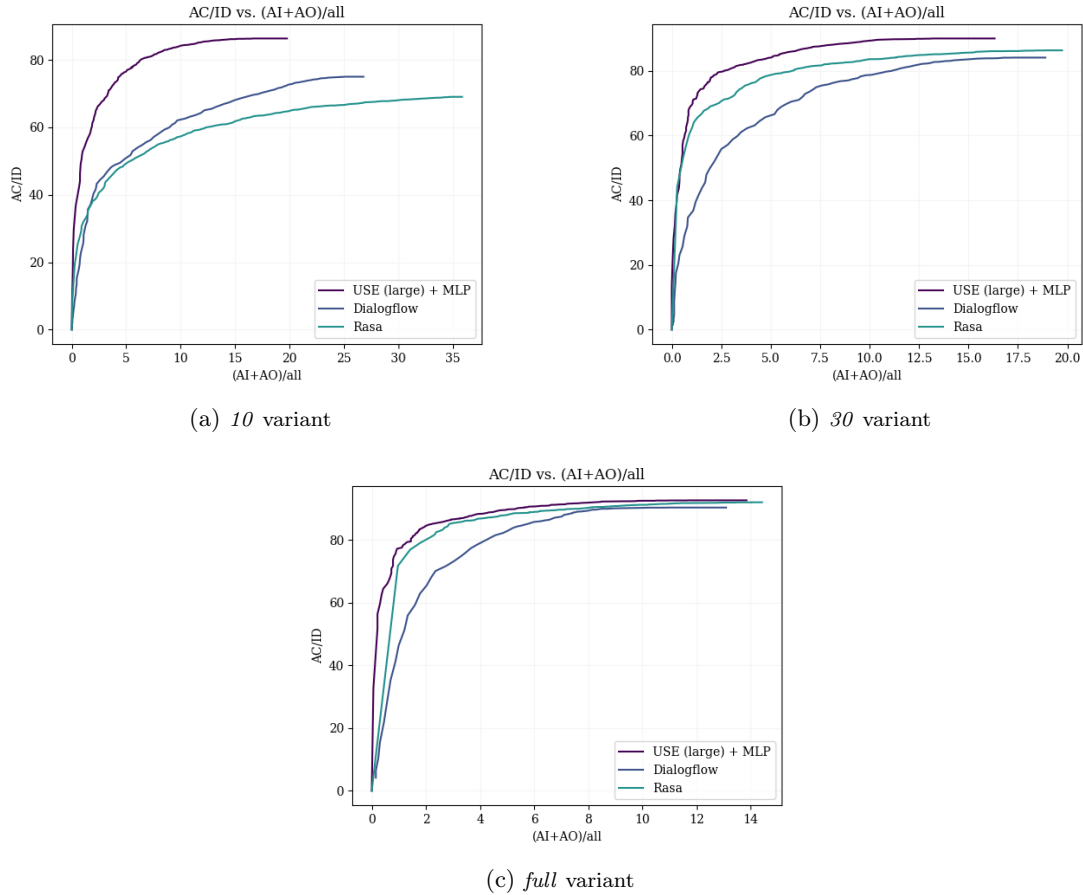 AC/ID vs. (AI+AO)/all
AC/ID
80
60
40
20
0
USE (large) + MLP
Dialogflow
Rasa
0 5 10 15 20 25 30 35
(AI+AO)/all
(a) 10 variant
AC/ID vs. (AI+AO)/all
AC/ID
80
60
40
20
0
USE (large) + MLP
Dialogflow
Rasa
0.0 2.5 5.0 7.5 10.0 12.5 15.0 17.5 20.0
(AI+AO)/all
(b) 30 variant
AC/ID vs. (AI+AO)/all
AC/ID
80
60
40
20
0
USE (large) + MLP
Dialogflow
Rasa
0 2 4 6 8 10 12 14
(AI+AO)/all
(c) full variant